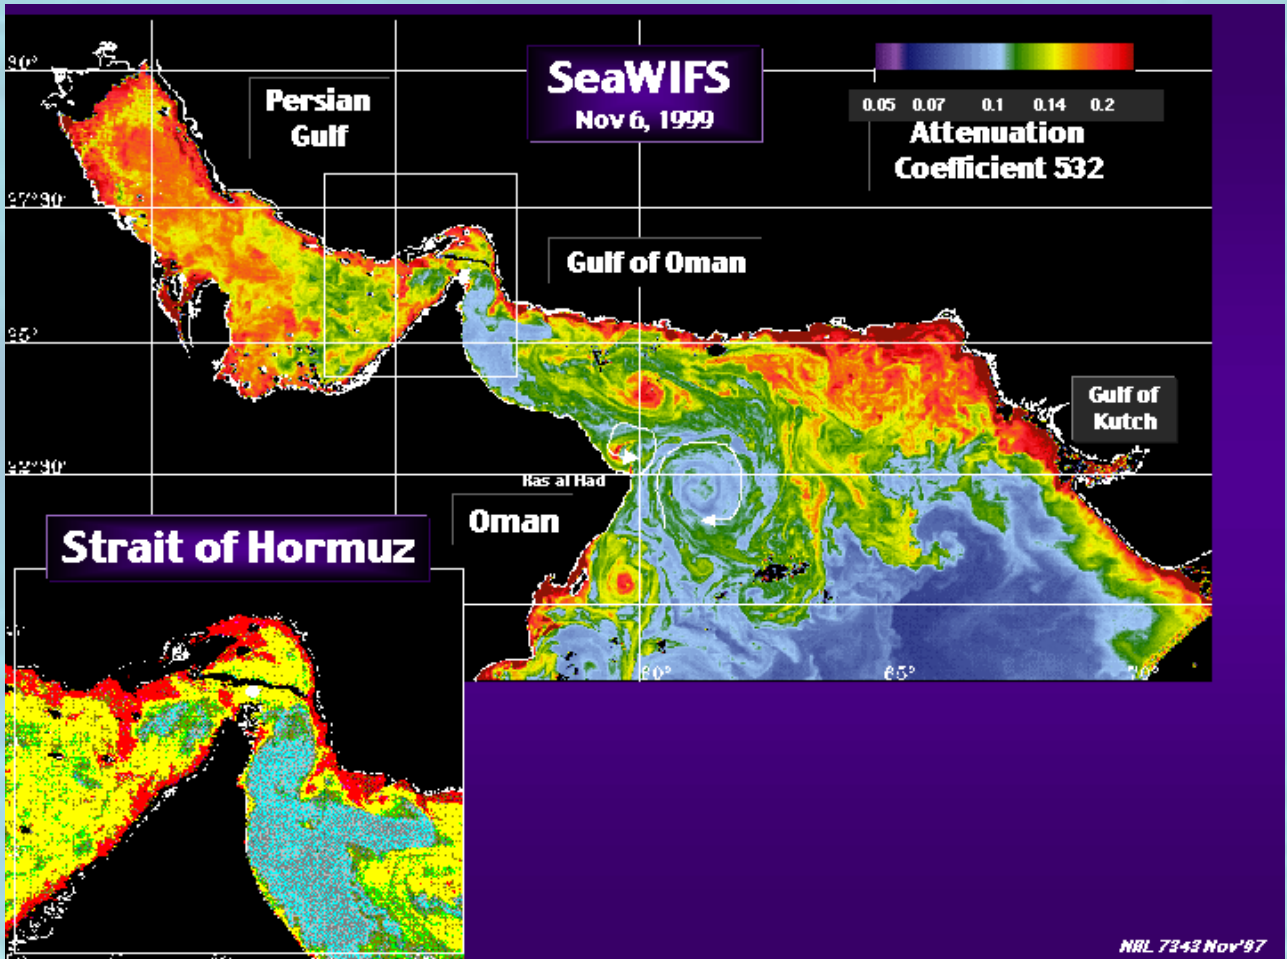 SeaWIFS
Nov 6, 1999
0.05 0.07 0.1 0.14 0.2
Attenuation
Coefficient 532
30°
Persian
Gulf
27°30'
Gulf of Oman
25°
Gulf of
Kutch
22°30'
Ras al Had
Oman
Strait of Hormuz
60° 65° 70°
NRL 7343 Nov'97